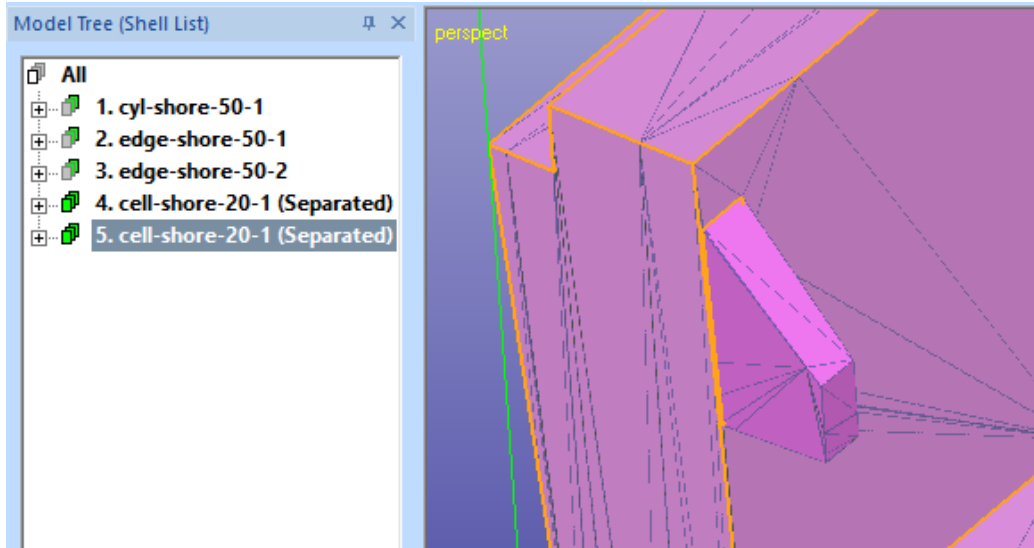 Model Tree (Shell List)
All
1. cyl-shore-50-1
2. edge-shore-50-1
3. edge-shore-50-2
4. cell-shore-20-1 (Separated)
5. cell-shore-20-1 (Separated)
perspect